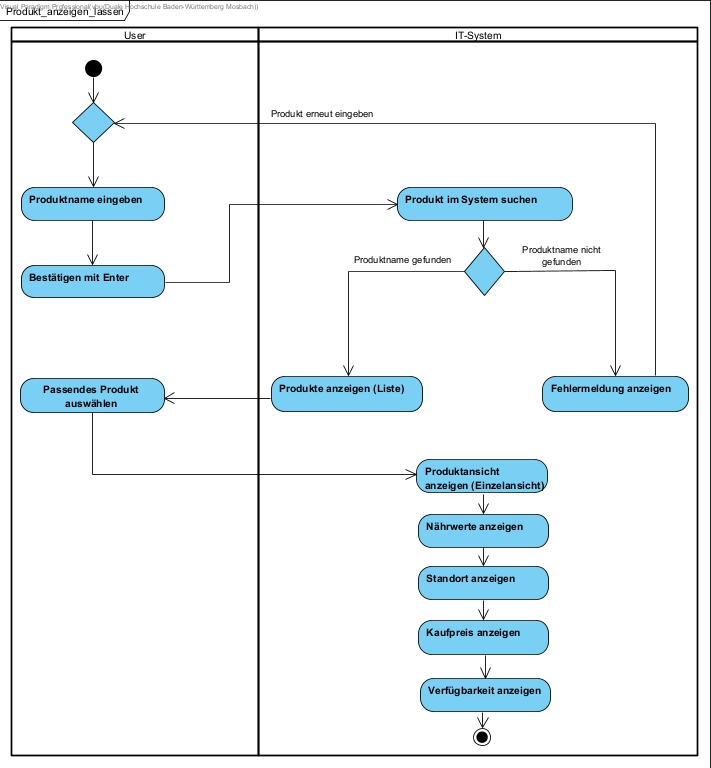 Visual Paradigm Professional(vbv(Duale Hochschule Baden-Württemberg Mosbach))
Produkt_anzeigen_lassen
User
IT-System
Produkt erneut eingeben
Produktname eingeben
Produkt im System suchen
Produktname gefunden
Produktname nicht
gefunden
Bestätigen mit Enter
Passendes Produkt
auswählen
Produkte anzeigen (Liste)
Fehlermeldung anzeigen
Produktansicht
anzeigen (Einzelansicht)
Nährwerte anzeigen
Standort anzeigen
Kaufpreis anzeigen
Verfügbarkeit anzeigen